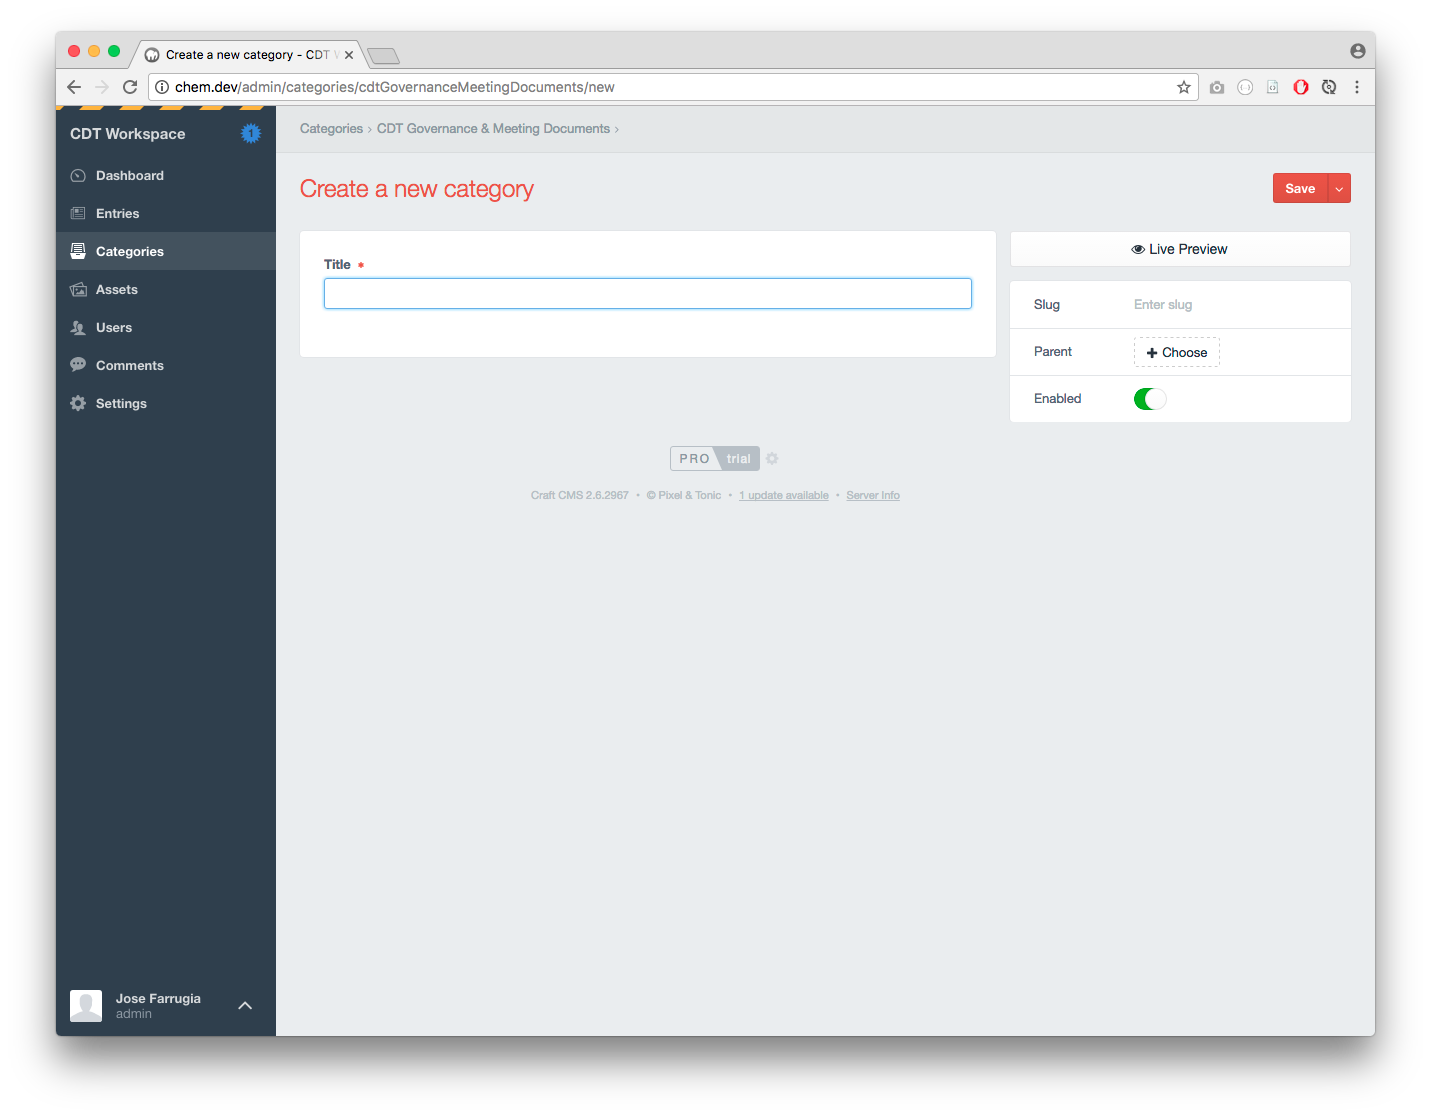 Create a new category - CDT
chem.dev/admin/categories/cdtGovernanceMeetingDocuments/new
CDT Workspace
1
Categories › CDT Governance & Meeting Documents ›
Dashboard
Entries
Categories
Assets
Users
Comments
Settings
Create a new category
Save
Title *
Live Preview
Slug Enter slug
Parent + Choose
Enabled
PRO trial
Craft CMS 2.6.2967 • © Pixel & Tonic • 1 update available • Server Info
Jose Farrugia
admin